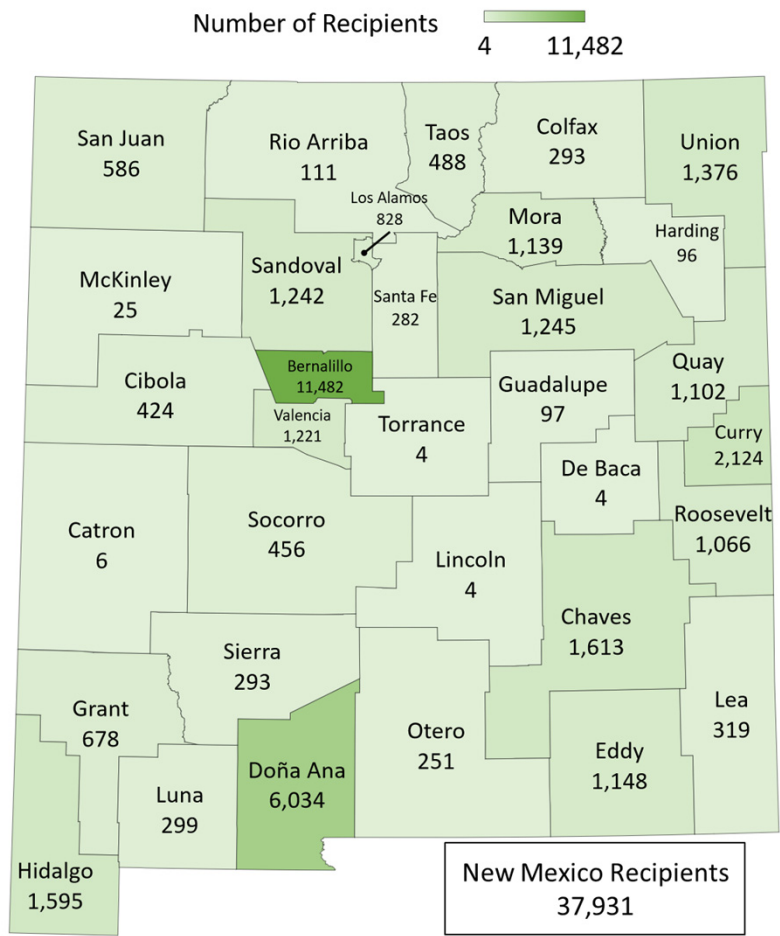 Number of Recipients
4 11,482
San Juan
586
Rio Arriba
111
Taos
488
Colfax
293
Union
1,376
Los Alamos
828
Mora
1,139
Harding
96
McKinley
25
Sandoval
1,242
Santa Fe
282
San Miguel
1,245
Cibola
424
Bernalillo
11,482
Valencia
1,221
Torrance
4
Guadalupe
97
Quay
1,102
Curry
2,124
De Baca
4
Roosevelt
1,066
Catron
6
Socorro
456
Lincoln
4
Chaves
1,613
Sierra
293
Grant
678
Luna
299
Doña Ana
6,034
Otero
251
Eddy
1,148
Lea
319
Hidalgo
1,595
New Mexico Recipients
37,931